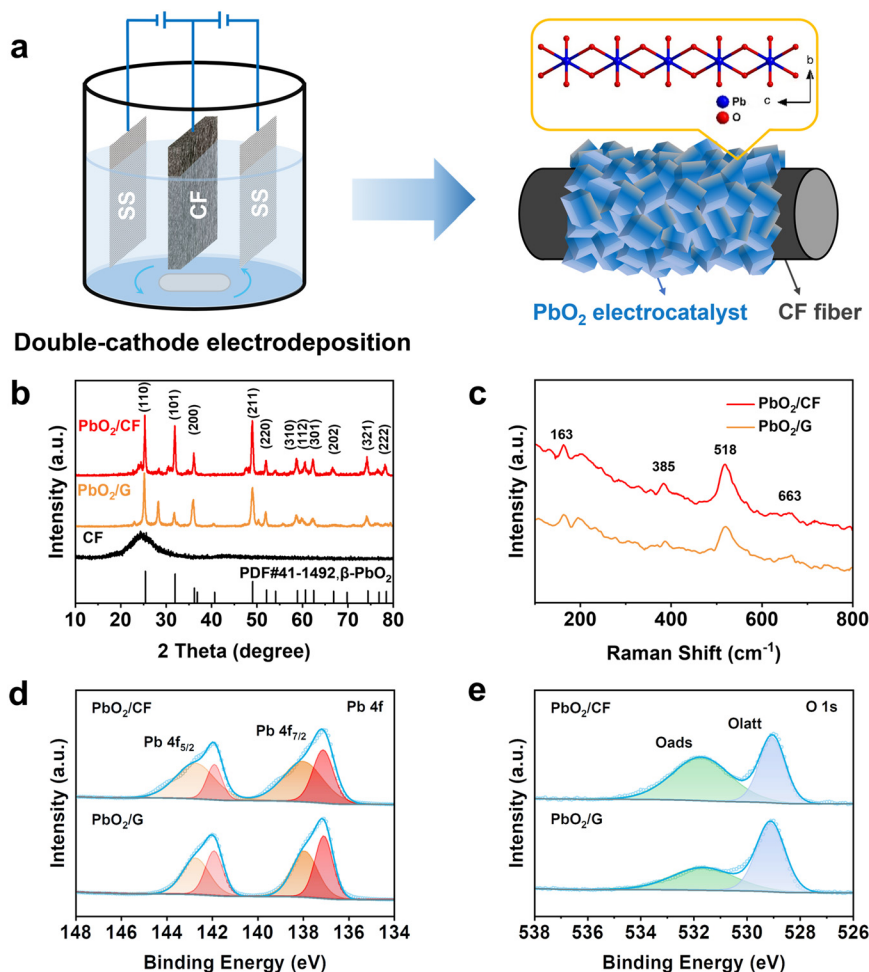 a
SS
CF
SS
Double-cathode electrodeposition
b
c
Pb
O
PbO₂ electrocatalyst
CF fiber
b
Intensity (a.u.)
PbO₂/CF
PbO₂/G
CF
(110)
(101)
(200)
(211)
(220)
(310)
(112)
(301)
(202)
(321)
(222)
PDF#41-1492,β-PbO₂
10 20 30 40 50 60 70 80
2 Theta (degree)
c
Intensity (a.u.)
PbO₂/CF
PbO₂/G
163
385
518
663
200 400 600 800
Raman Shift (cm⁻¹)
d
Intensity (a.u.)
PbO₂/CF
Pb 4f
Pb 4f₅/₂
Pb 4f₇/₂
PbO₂/G
148 146 144 142 140 138 136 134
Binding Energy (eV)
e
Intensity (a.u.)
PbO₂/CF
O 1s
Oads
Olatt
PbO₂/G
538 536 534 532 530 528 526
Binding Energy (eV)